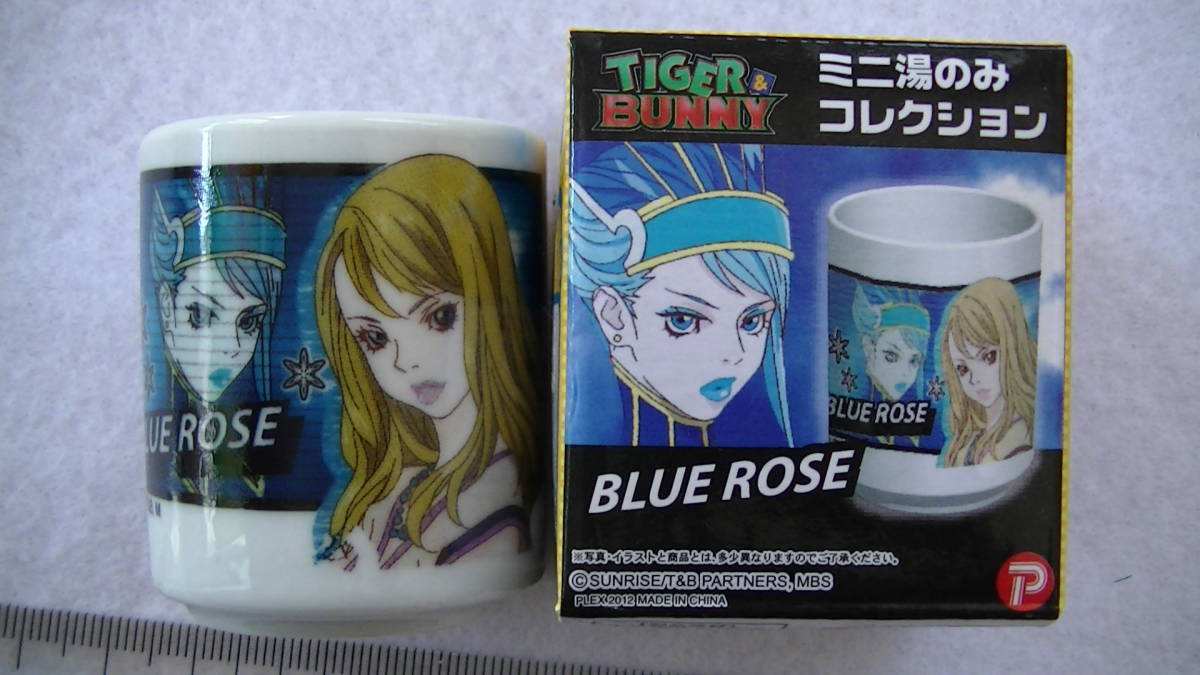 LUE ROSE
TIGER & BUNNY
ミニ湯のみ
コレクション
BLUE ROSE
BLUE ROSE
※写真・イラストと商品とは、多少異なりますのでご了承ください。
©SUNRISE/T&B PARTNERS, MBS
PLEX 2012 MADE IN CHINA
P